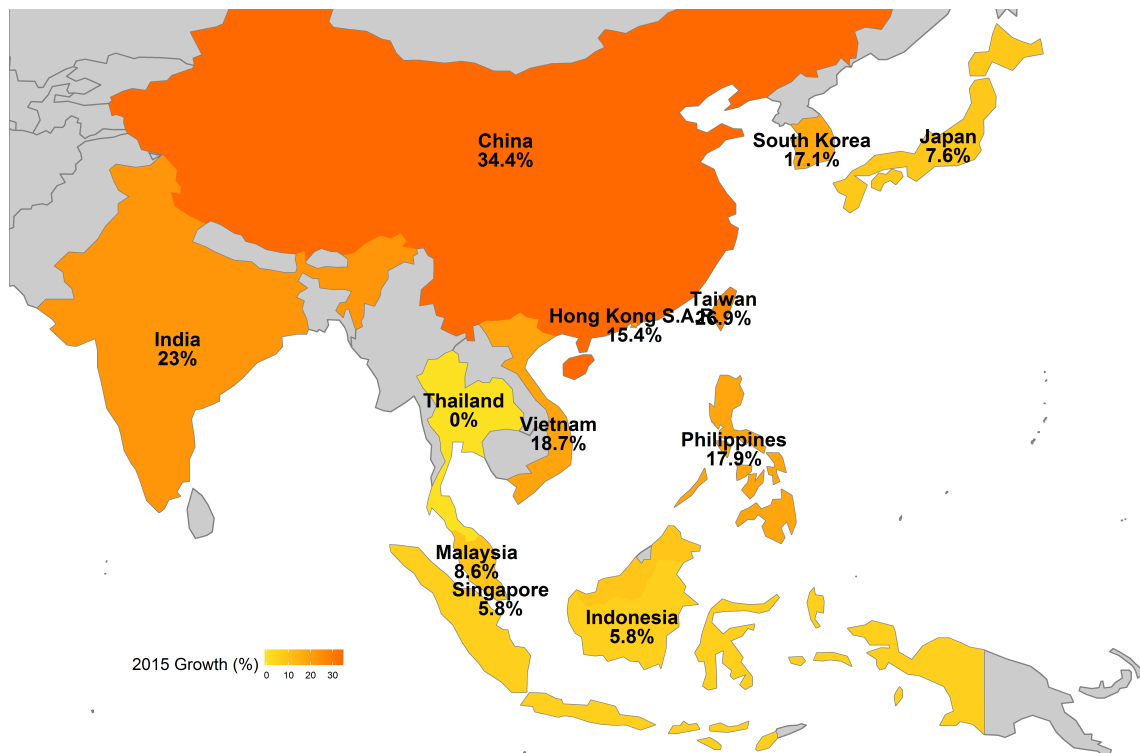 China
34.4%
South Korea
17.1%
Japan
7.6%
Taiwan
26.9%
Hong Kong S.A.R.
15.4%
India
23%
Thailand
0%
Vietnam
18.7%
Philippines
17.9%
Malaysia
8.6%
Singapore
5.8%
Indonesia
5.8%
2015 Growth (%)
0 10 20 30